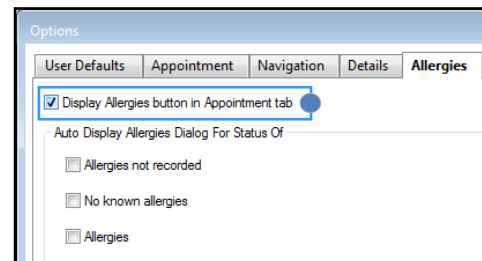 Options
User Defaults Appointment Navigation Details Allergies
Display Allergies button in Appointment tab
Auto Display Allergies Dialog For Status Of
Allergies not recorded
No known allergies
Allergies